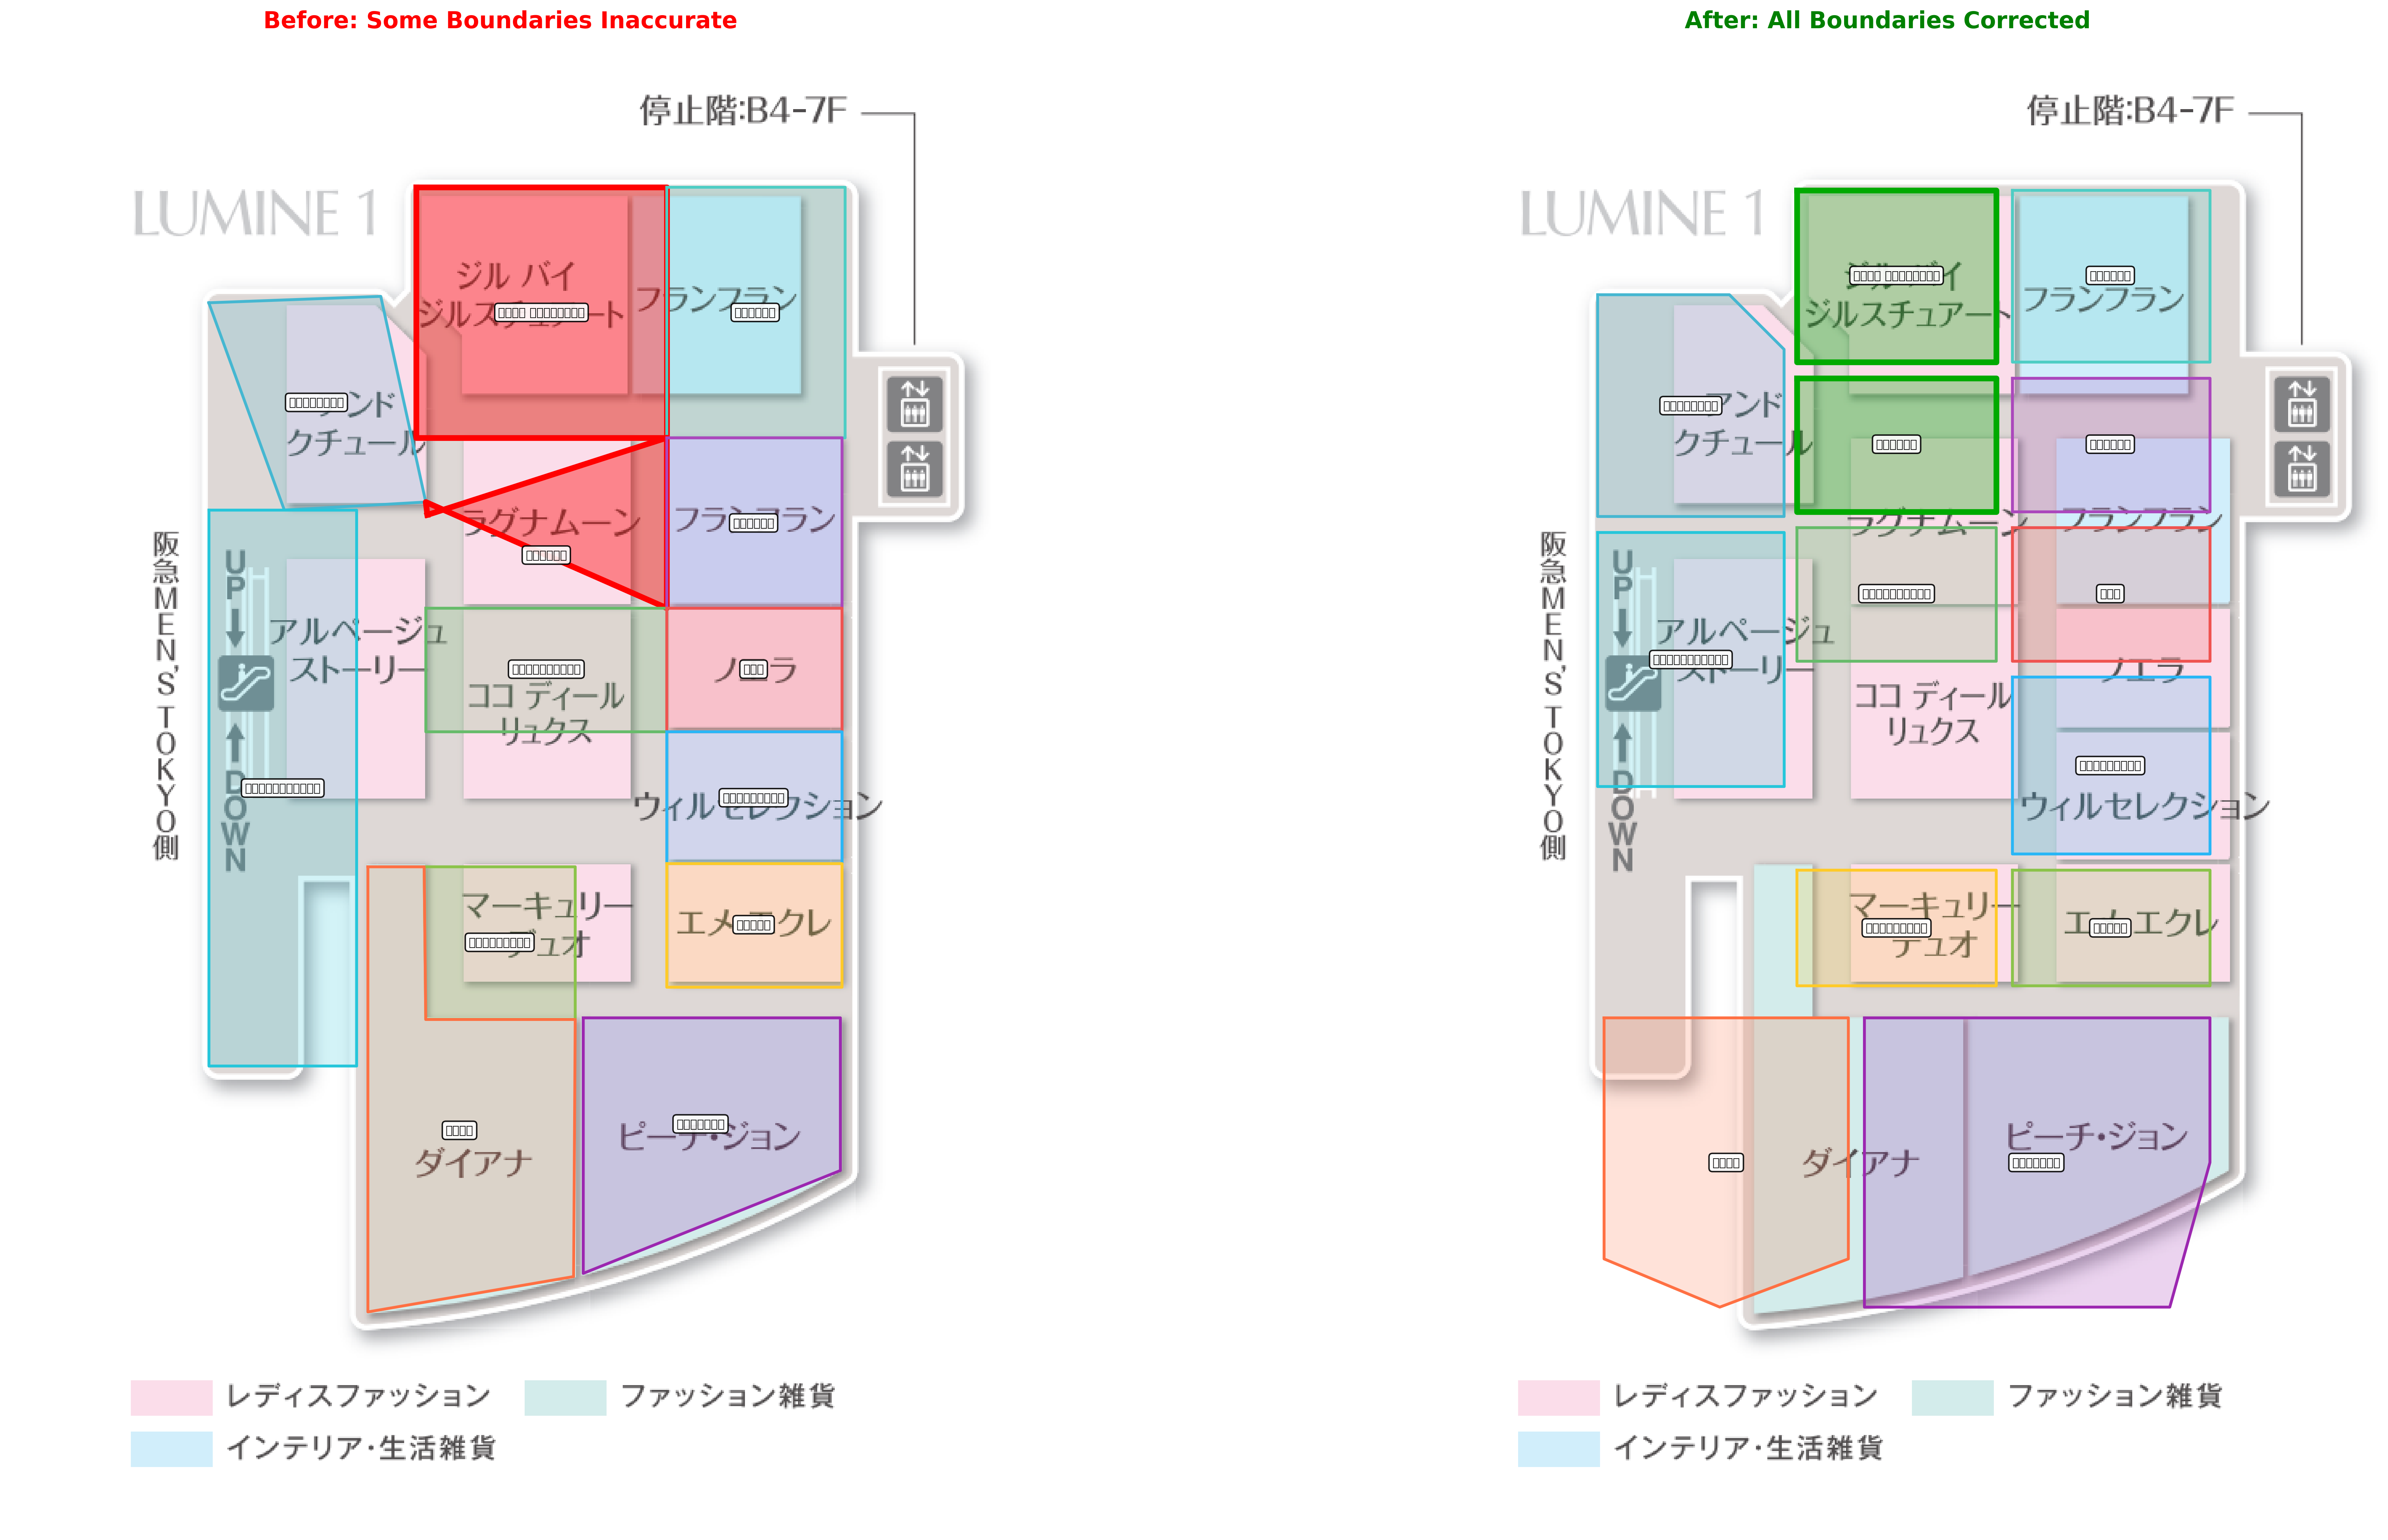 Before: Some Boundaries Inaccurate
停止階:B4-7F
LUMINE 1
ジル バイ
ジルスチュアート
フランフラン
アンド
クチュール
ラグナムーン
フランフラン
阪急MEN'S TOKYO側
UP
アルページュ
ストーリー
ココ ディール
リュクス
ノエラ
DOWN
ウィルセレクション
マーキュリー
デュオ
エメエクレ
ダイアナ
ピーチ・ジョン
レディスファッション
ファッション雑貨
インテリア・生活雑貨
After: All Boundaries Corrected
停止階:B4-7F
LUMINE 1
ジル バイ
ジルスチュアート
フランフラン
アンド
クチュール
ラグナムーン
フランフラン
阪急MEN'S TOKYO側
UP
アルページュ
ストーリー
ココ ディール
リュクス
ノエラ
DOWN
ウィルセレクション
マーキュリー
デュオ
エメエクレ
ダイアナ
ピーチ・ジョン
レディスファッション
ファッション雑貨
インテリア・生活雑貨